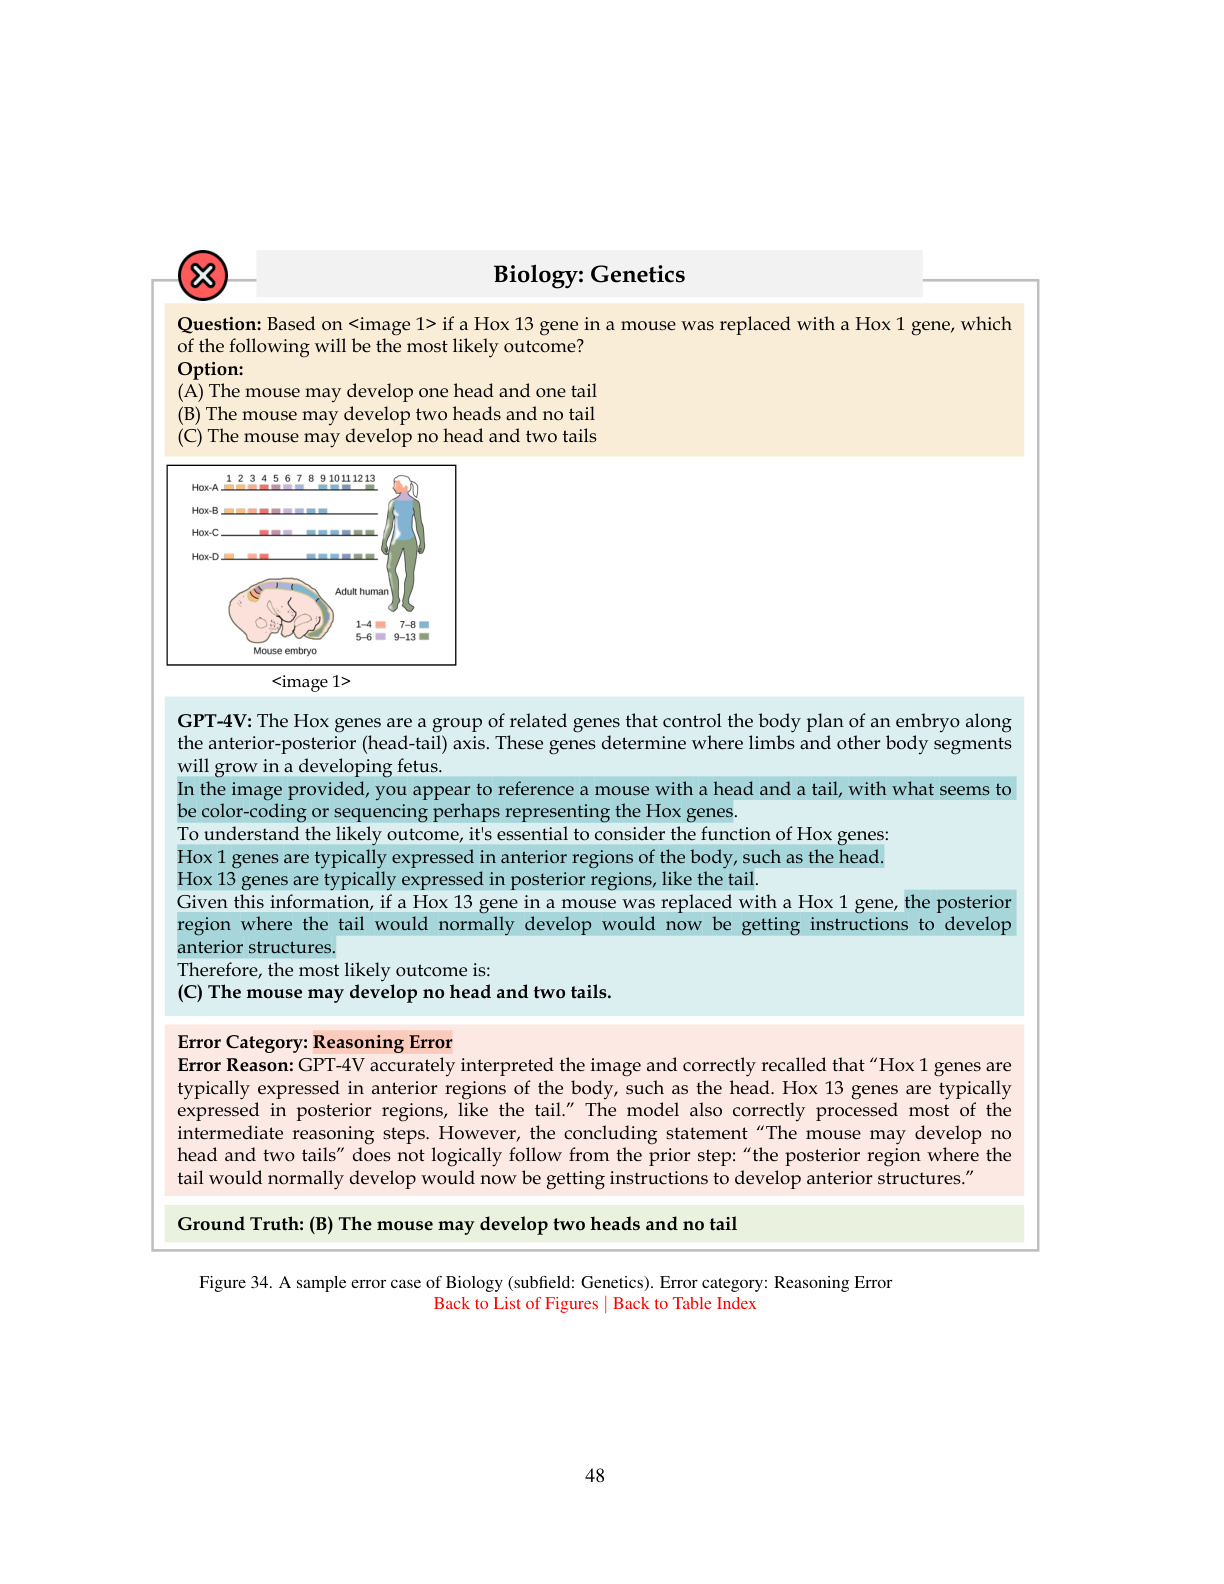 Biology: Genetics
Question: Based on <image 1> if a Hox 13 gene in a mouse was replaced with a Hox 1 gene, which
of the following will be the most likely outcome?
Option:
(A) The mouse may develop one head and one tail
(B) The mouse may develop two heads and no tail
(C) The mouse may develop no head and two tails
1 2 3 4 5 6 7 8 9 10 11 12 13
Hox-A
Hox-B
Hox-C
Hox-D
Adult human
1–4 7–8
5–6 9–13
Mouse embryo
<image 1>
GPT-4V: The Hox genes are a group of related genes that control the body plan of an embryo along
the anterior-posterior (head-tail) axis. These genes determine where limbs and other body segments
will grow in a developing fetus.
In the image provided, you appear to reference a mouse with a head and a tail, with what seems to
be color-coding or sequencing perhaps representing the Hox genes.
To understand the likely outcome, it's essential to consider the function of Hox genes:
Hox 1 genes are typically expressed in anterior regions of the body, such as the head.
Hox 13 genes are typically expressed in posterior regions, like the tail.
Given this information, if a Hox 13 gene in a mouse was replaced with a Hox 1 gene, the posterior
region where the tail would normally develop would now be getting instructions to develop
anterior structures.
Therefore, the most likely outcome is:
(C) The mouse may develop no head and two tails.
Error Category: Reasoning Error
Error Reason: GPT-4V accurately interpreted the image and correctly recalled that “Hox 1 genes are
typically expressed in anterior regions of the body, such as the head. Hox 13 genes are typically
expressed in posterior regions, like the tail.” The model also correctly processed most of the
intermediate reasoning steps. However, the concluding statement “The mouse may develop no
head and two tails” does not logically follow from the prior step: “the posterior region where the
tail would normally develop would now be getting instructions to develop anterior structures.”
Ground Truth: (B) The mouse may develop two heads and no tail
Figure 34. A sample error case of Biology (subfield: Genetics). Error category: Reasoning Error
Back to List of Figures | Back to Table Index
48